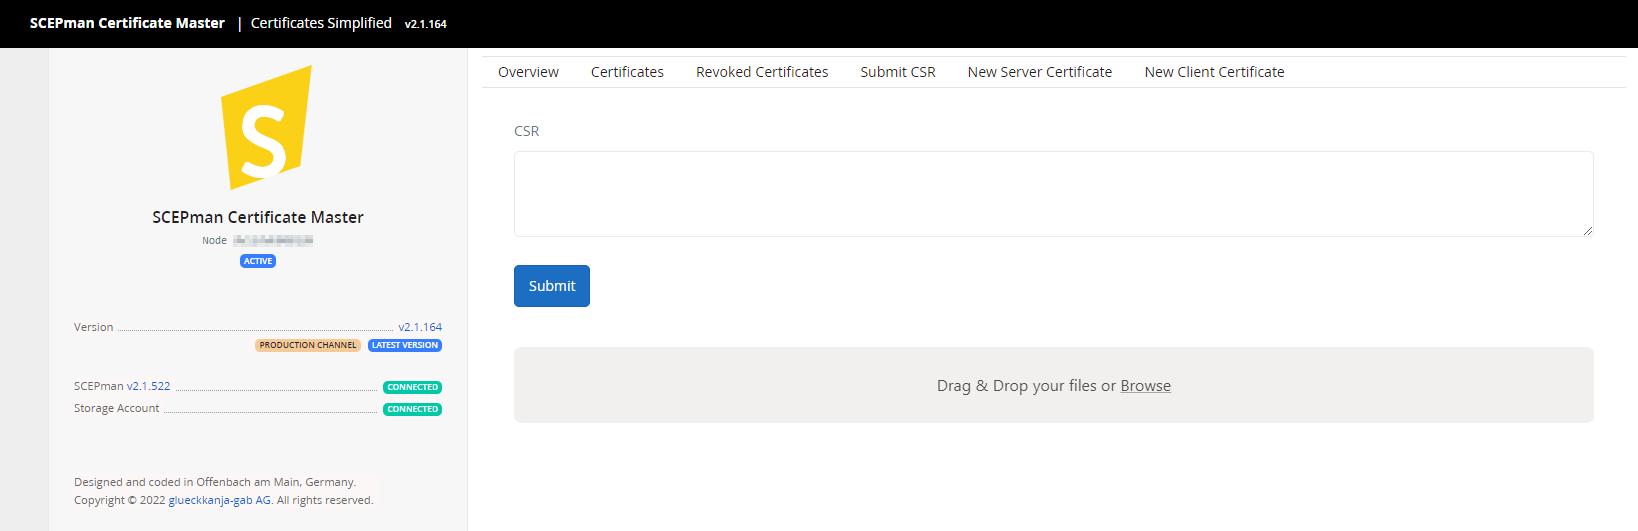 SCEPman Certificate Master | Certificates Simplified v2.1.164
S
SCEPman Certificate Master
Node
ACTIVE
Version v2.1.164
PRODUCTION CHANNEL LATEST VERSION
SCEPman v2.1.522 CONNECTED
Storage Account CONNECTED
Designed and coded in Offenbach am Main, Germany.
Copyright © 2022 glueckkanja-gab AG. All rights reserved.
Overview Certificates Revoked Certificates Submit CSR New Server Certificate New Client Certificate
CSR
Submit
Drag & Drop your files or Browse